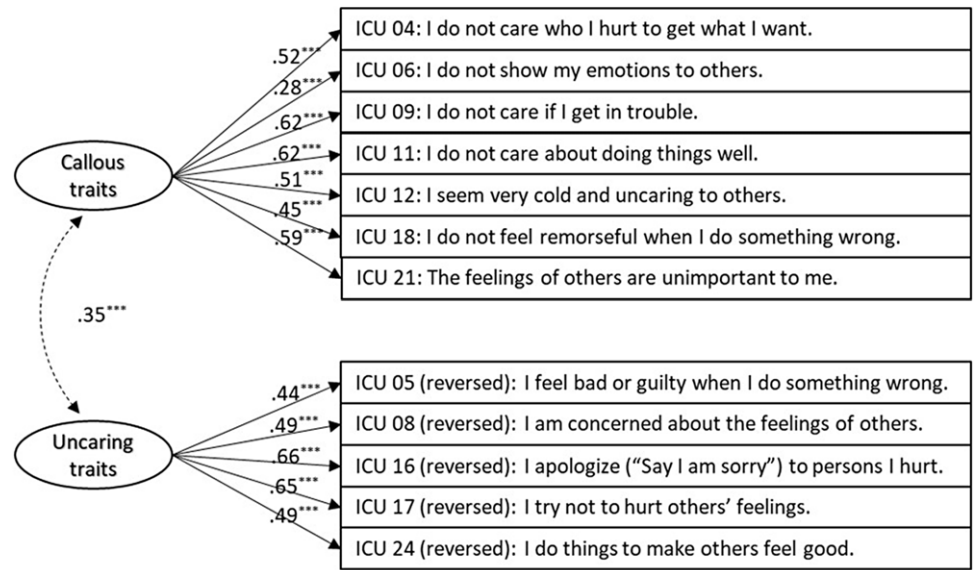 ICU 04: I do not care who I hurt to get what I want.
.52***
ICU 06: I do not show my emotions to others.
.28***
ICU 09: I do not care if I get in trouble.
.62***
Callous
traits
ICU 11: I do not care about doing things well.
.62***
ICU 12: I seem very cold and uncaring to others.
.51***
ICU 18: I do not feel remorseful when I do something wrong.
.45***
ICU 21: The feelings of others are unimportant to me.
.59***
.35***
ICU 05 (reversed): I feel bad or guilty when I do something wrong.
.44***
ICU 08 (reversed): I am concerned about the feelings of others.
.49***
Uncaring
traits
ICU 16 (reversed): I apologize (“Say I am sorry”) to persons I hurt.
.66***
ICU 17 (reversed): I try not to hurt others’ feelings.
.65***
ICU 24 (reversed): I do things to make others feel good.
.49***